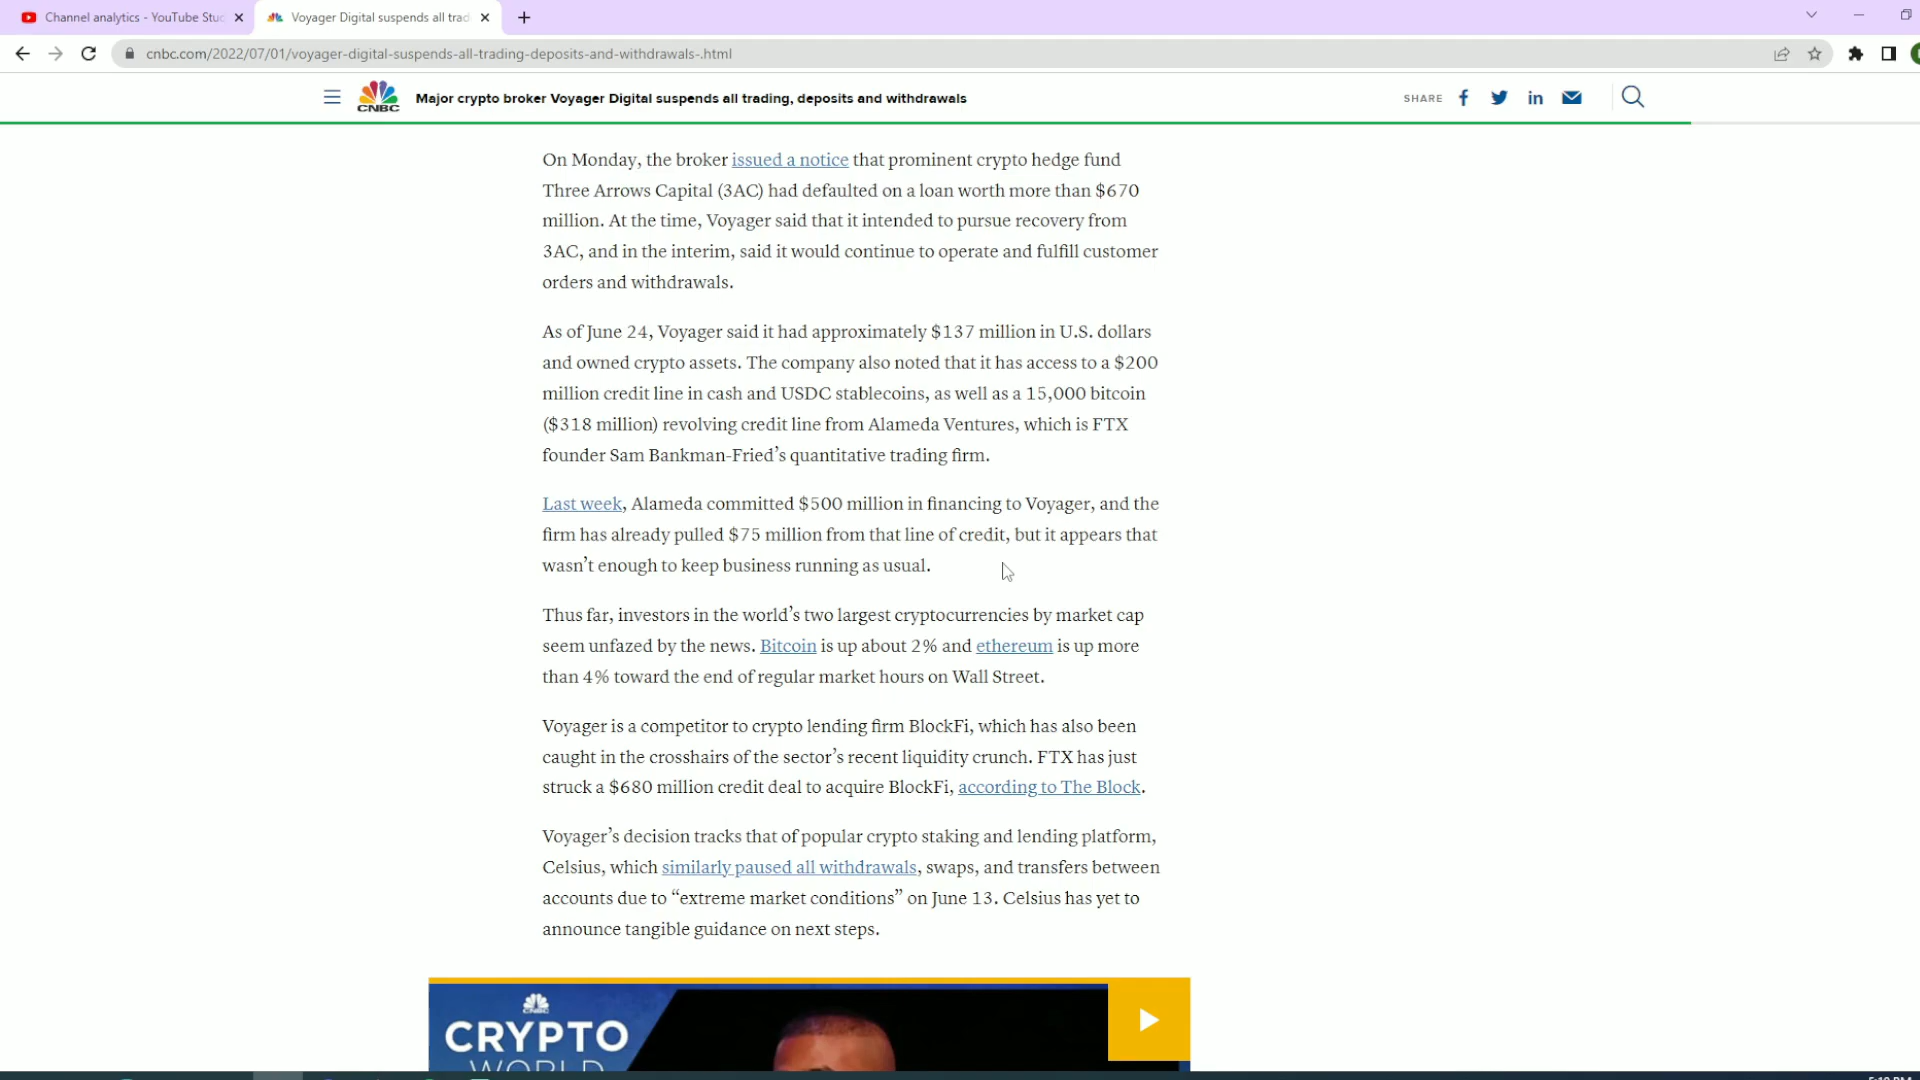 Channel analytics - YouTube Stu
Voyager Digital suspends all trad
cnbc.com/2022/07/01/voyager-digital-suspends-all-trading-deposits-and-withdrawals-.html
CNBC
Major crypto broker Voyager Digital suspends all trading, deposits and withdrawals
SHARE
On Monday, the broker issued a notice that prominent crypto hedge fund
Three Arrows Capital (3AC) had defaulted on a loan worth more than $670
million. At the time, Voyager said that it intended to pursue recovery from
3AC, and in the interim, said it would continue to operate and fulfill customer
orders and withdrawals.
As of June 24, Voyager said it had approximately $137 million in U.S. dollars
and owned crypto assets. The company also noted that it has access to a $200
million credit line in cash and USDC stablecoins, as well as a 15,000 bitcoin
($318 million) revolving credit line from Alameda Ventures, which is FTX
founder Sam Bankman-Fried’s quantitative trading firm.
Last week, Alameda committed $500 million in financing to Voyager, and the
firm has already pulled $75 million from that line of credit, but it appears that
wasn’t enough to keep business running as usual.
Thus far, investors in the world’s two largest cryptocurrencies by market cap
seem unfazed by the news. Bitcoin is up about 2% and ethereum is up more
than 4% toward the end of regular market hours on Wall Street.
Voyager is a competitor to crypto lending firm BlockFi, which has also been
caught in the crosshairs of the sector’s recent liquidity crunch. FTX has just
struck a $680 million credit deal to acquire BlockFi, according to The Block.
Voyager’s decision tracks that of popular crypto staking and lending platform,
Celsius, which similarly paused all withdrawals, swaps, and transfers between
accounts due to “extreme market conditions” on June 13. Celsius has yet to
announce tangible guidance on next steps.
CNBC
CRYPTO
WORLD